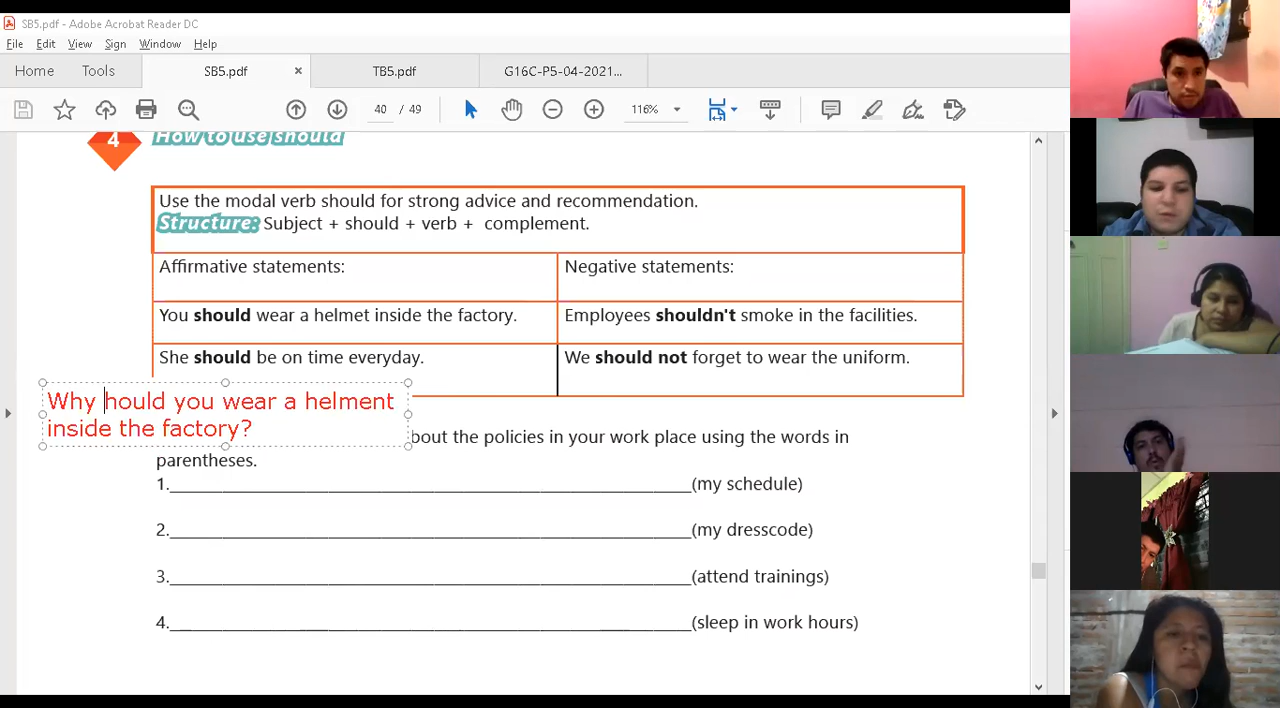 SB5.pdf - Adobe Acrobat Reader DC
File Edit View Sign Window Help
Home Tools SB5.pdf × TB5.pdf G16C-P5-04-2021...
40 / 49 116%
4 How to use should
Use the modal verb should for strong advice and recommendation.
Structure: Subject + should + verb + complement.
Affirmative statements: Negative statements:
You should wear a helmet inside the factory. Employees shouldn't smoke in the facilities.
She should be on time everyday. We should not forget to wear the uniform.
Why hould you wear a helment
inside the factory?
bout the policies in your work place using the words in
parentheses.
1.______ (my schedule)
2.______ (my dresscode)
3.______ (attend trainings)
4.______ (sleep in work hours)